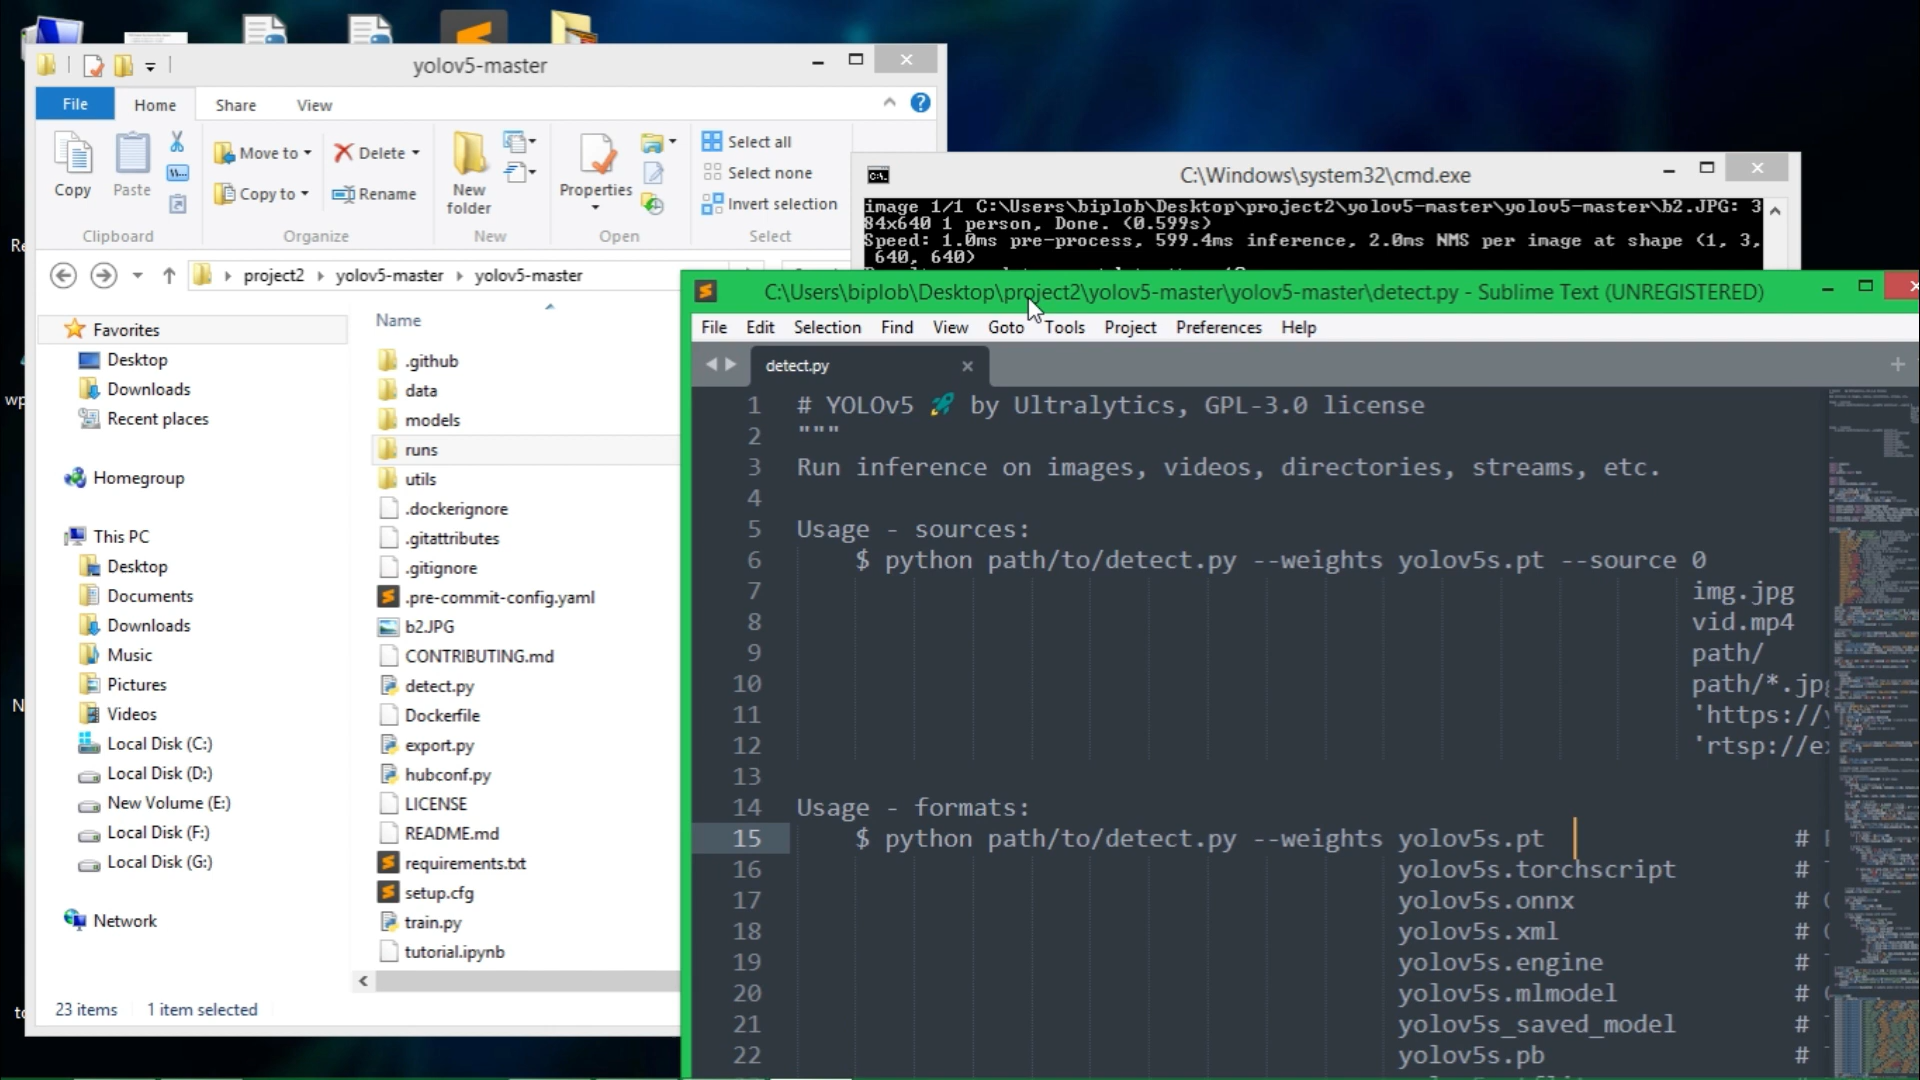 yolov5-master
File Home Share View
Copy
Paste
Move to
Copy to
Delete
Rename
New folder
Properties
Select all
Select none
Invert selection
Clipboard Organize New Open Select
project2 yolov5-master yolov5-master
Favorites
Desktop
Downloads
Recent places
Homegroup
This PC
Desktop
Documents
Downloads
Music
Pictures
Videos
Local Disk (C:)
Local Disk (D:)
New Volume (E:)
Local Disk (F:)
Local Disk (G:)
Network
Name
.github
data
models
runs
utils
.dockerignore
.gitattributes
.gitignore
.pre-commit-config.yaml
b2.JPG
CONTRIBUTING.md
detect.py
Dockerfile
export.py
hubconf.py
LICENSE
README.md
requirements.txt
setup.cfg
train.py
tutorial.ipynb
23 items 1 item selected
C:\Windows\system32\cmd.exe
image 1/1 C:\Users\biplob\Desktop\project2\yolov5-master\yolov5-master\b2.JPG: 3
84x640 1 person, Done. (0.599s)
Speed: 1.0ms pre-process, 599.4ms inference, 2.0ms NMS per image at shape (1, 3,
640, 640)
C:\Users\biplob\Desktop\project2\yolov5-master\yolov5-master\detect.py - Sublime Text (UNREGISTERED)
File Edit Selection Find View Goto Tools Project Preferences Help
detect.py
1 # YOLOv5 🚀 by Ultralytics, GPL-3.0 license
2 """
3 Run inference on images, videos, directories, streams, etc.
4
5 Usage - sources:
6 $ python path/to/detect.py --weights yolov5s.pt --source 0
7 img.jpg
8 vid.mp4
9 path/
10 path/*.jp
11 'https://
12 'rtsp://e
13
14 Usage - formats:
15 $ python path/to/detect.py --weights yolov5s.pt #
16 yolov5s.torchscript #
17 yolov5s.onnx #
18 yolov5s.xml #
19 yolov5s.engine #
20 yolov5s.mlmodel #
21 yolov5s_saved_model #
22 yolov5s.pb #